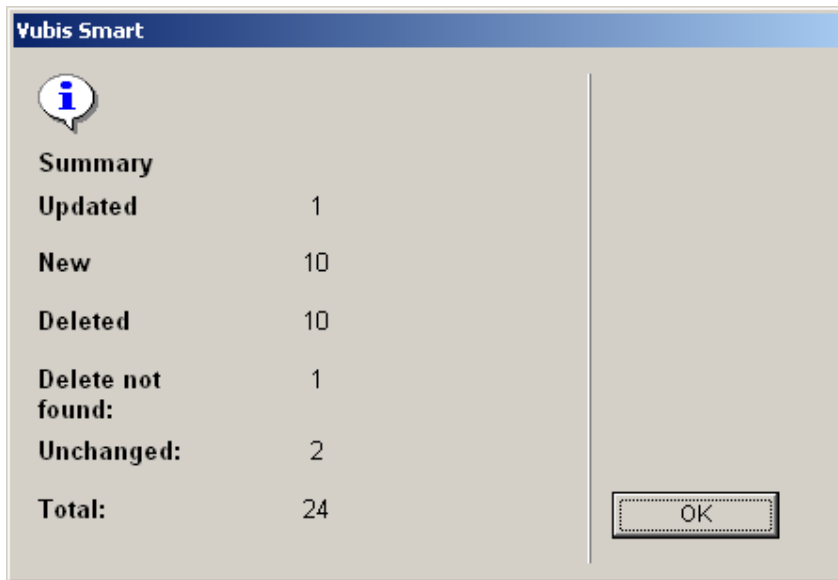 Vubis Smart
i
Summary
Updated 1
New 10
Deleted 10
Delete not
found: 1
Unchanged: 2
Total: 24
OK